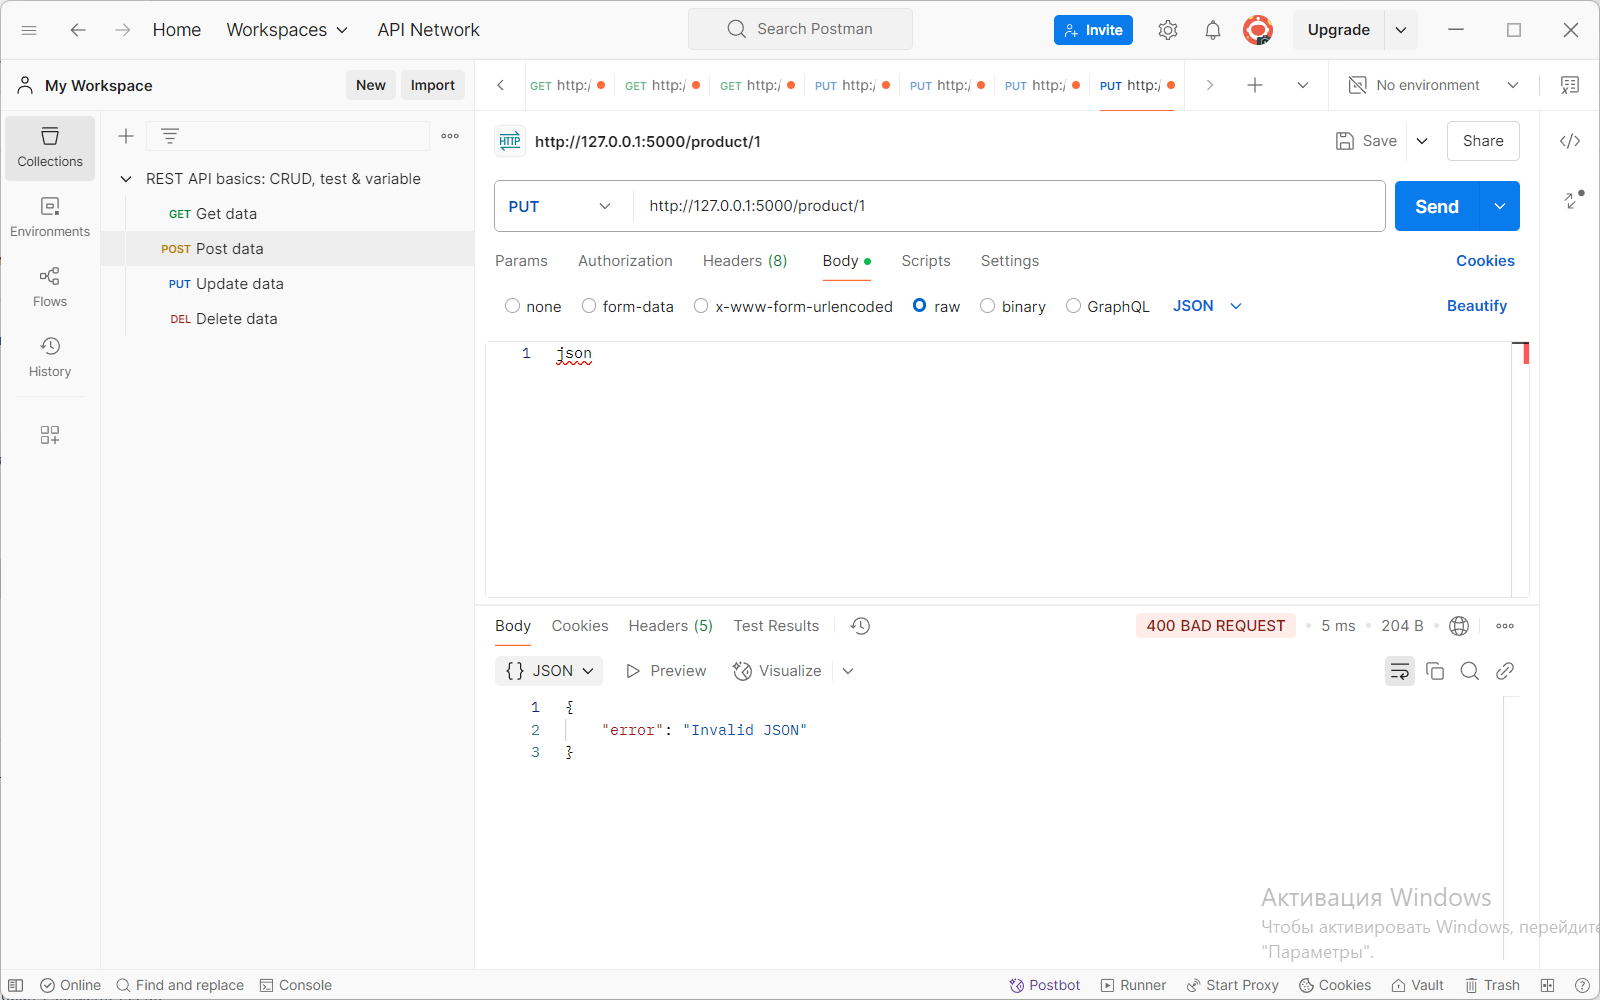 Home Workspaces API Network Search Postman Invite Upgrade
My Workspace New Import GET http:/ GET http:/ GET http:/ PUT http:/ PUT http:/ PUT http:/ PUT http:/ No environment
Collections
Environments
Flows
History
REST API basics: CRUD, test & variable
GET Get data
POST Post data
PUT Update data
DEL Delete data
HTTP http://127.0.0.1:5000/product/1 Save Share
PUT http://127.0.0.1:5000/product/1 Send
Params Authorization Headers (8) Body Scripts Settings Cookies
none form-data x-www-form-urlencoded raw binary GraphQL JSON Beautify
1 json
Body Cookies Headers (5) Test Results 400 BAD REQUEST 5 ms 204 B
{} JSON Preview Visualize
1 {
2 "error": "Invalid JSON"
3 }
Активация Windows
Чтобы активировать Windows, перейдите
"Параметры".
Online Find and replace Console Postbot Runner Start Proxy Cookies Vault Trash